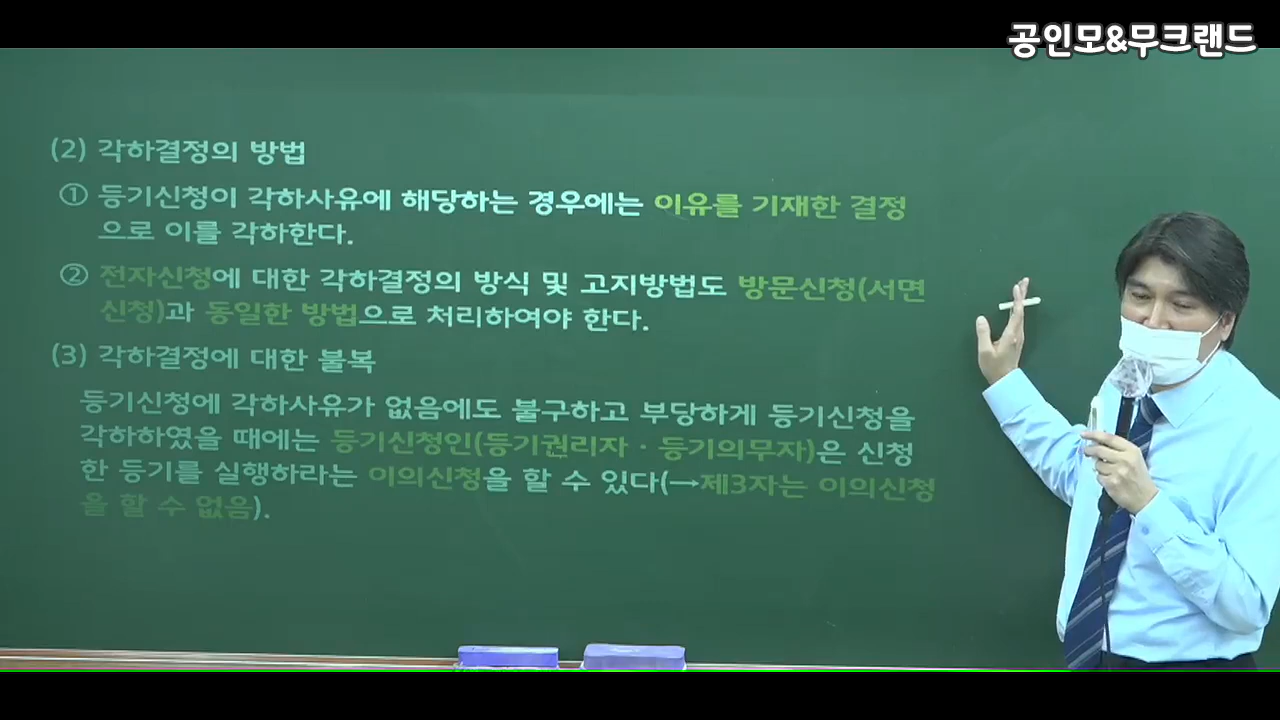 공인모&무크랜드
(2) 각하결정의 방법
① 등기신청이 각하사유에 해당하는 경우에는 이유를 기재한 결정
으로 이를 각하한다.
② 전자신청에 대한 각하결정의 방식 및 고지방법도 방문신청(서면
신청)과 동일한 방법으로 처리하여야 한다.
(3) 각하결정에 대한 불복
등기신청에 각하사유가 없음에도 불구하고 부당하게 등기신청을
각하하였을 때에는 등기신청인(등기권리자 · 등기의무자)은 신청
한 등기를 실행하라는 이의신청을 할 수 있다(→제3자는 이의신청
을 할 수 없음).